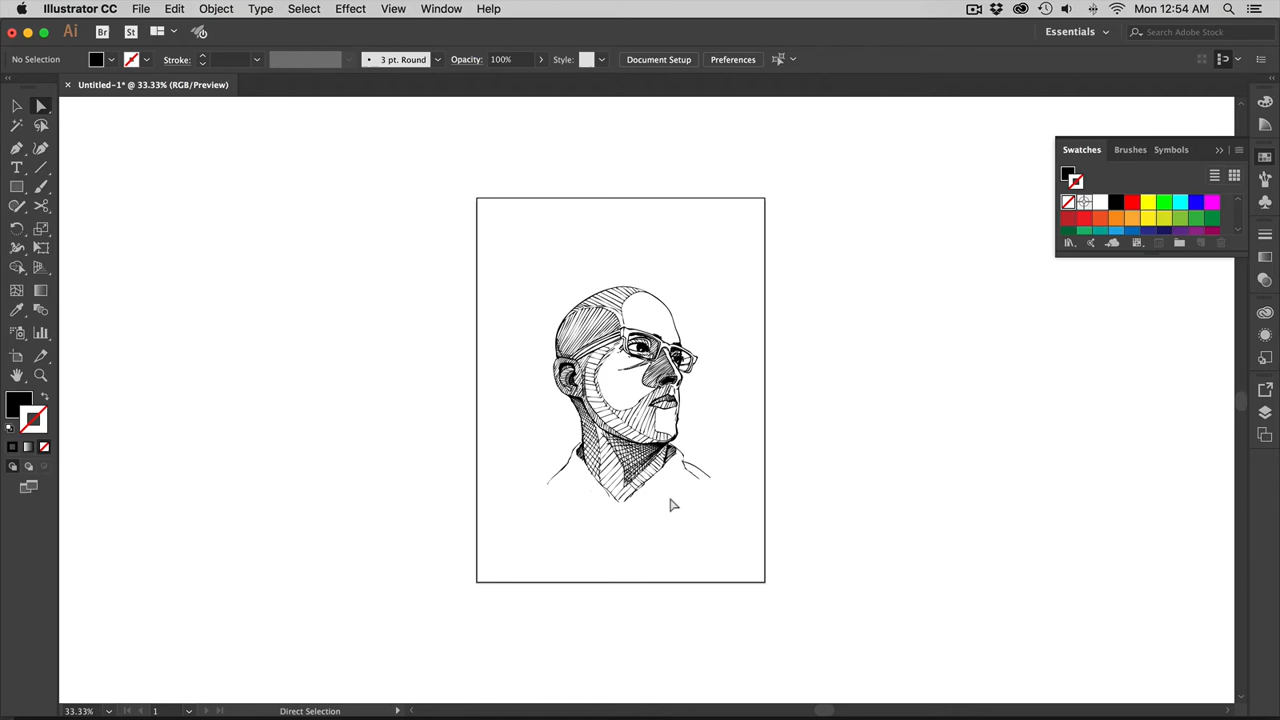 Illustrator CC File Edit Object Type Select Effect View Window Help Mon 12:54 AM
Ai Br St Essentials Search Adobe Stock
No Selection Stroke: 3 pt. Round Opacity: 100% Style: Document Setup Preferences
× Untitled-1* @ 33.33% (RGB/Preview)
Swatches Brushes Symbols
T
33.33% 1 Direct Selection